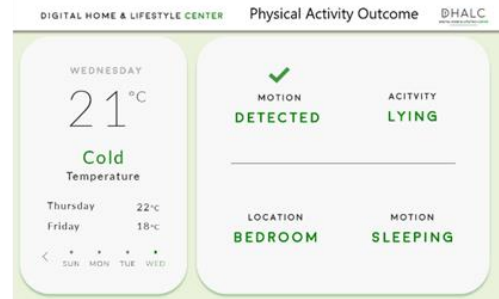 DIGITAL HOME & LIFESTYLE CENTER
Physical Activity Outcome
DHALC
WEDNESDAY
21°C
Cold
Temperature
Thursday 22°C
Friday 18°C
< SUN MON TUE WED
MOTION
DETECTED
ACITVITY
LYING
LOCATION
BEDROOM
MOTION
SLEEPING